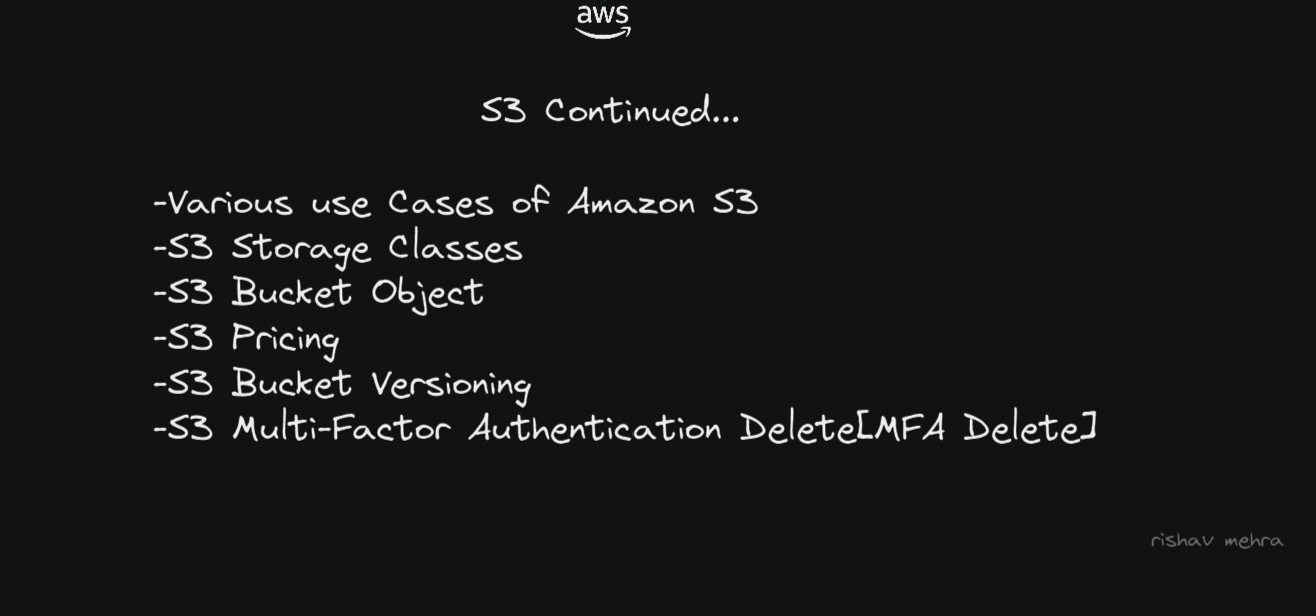 aws
S3 Continued...
-Various use Cases of Amazon S3
-S3 Storage Classes
-S3 Bucket Object
-S3 Pricing
-S3 Bucket Versioning
-S3 Multi-Factor Authentication Delete[MFA Delete]
rishav mehra